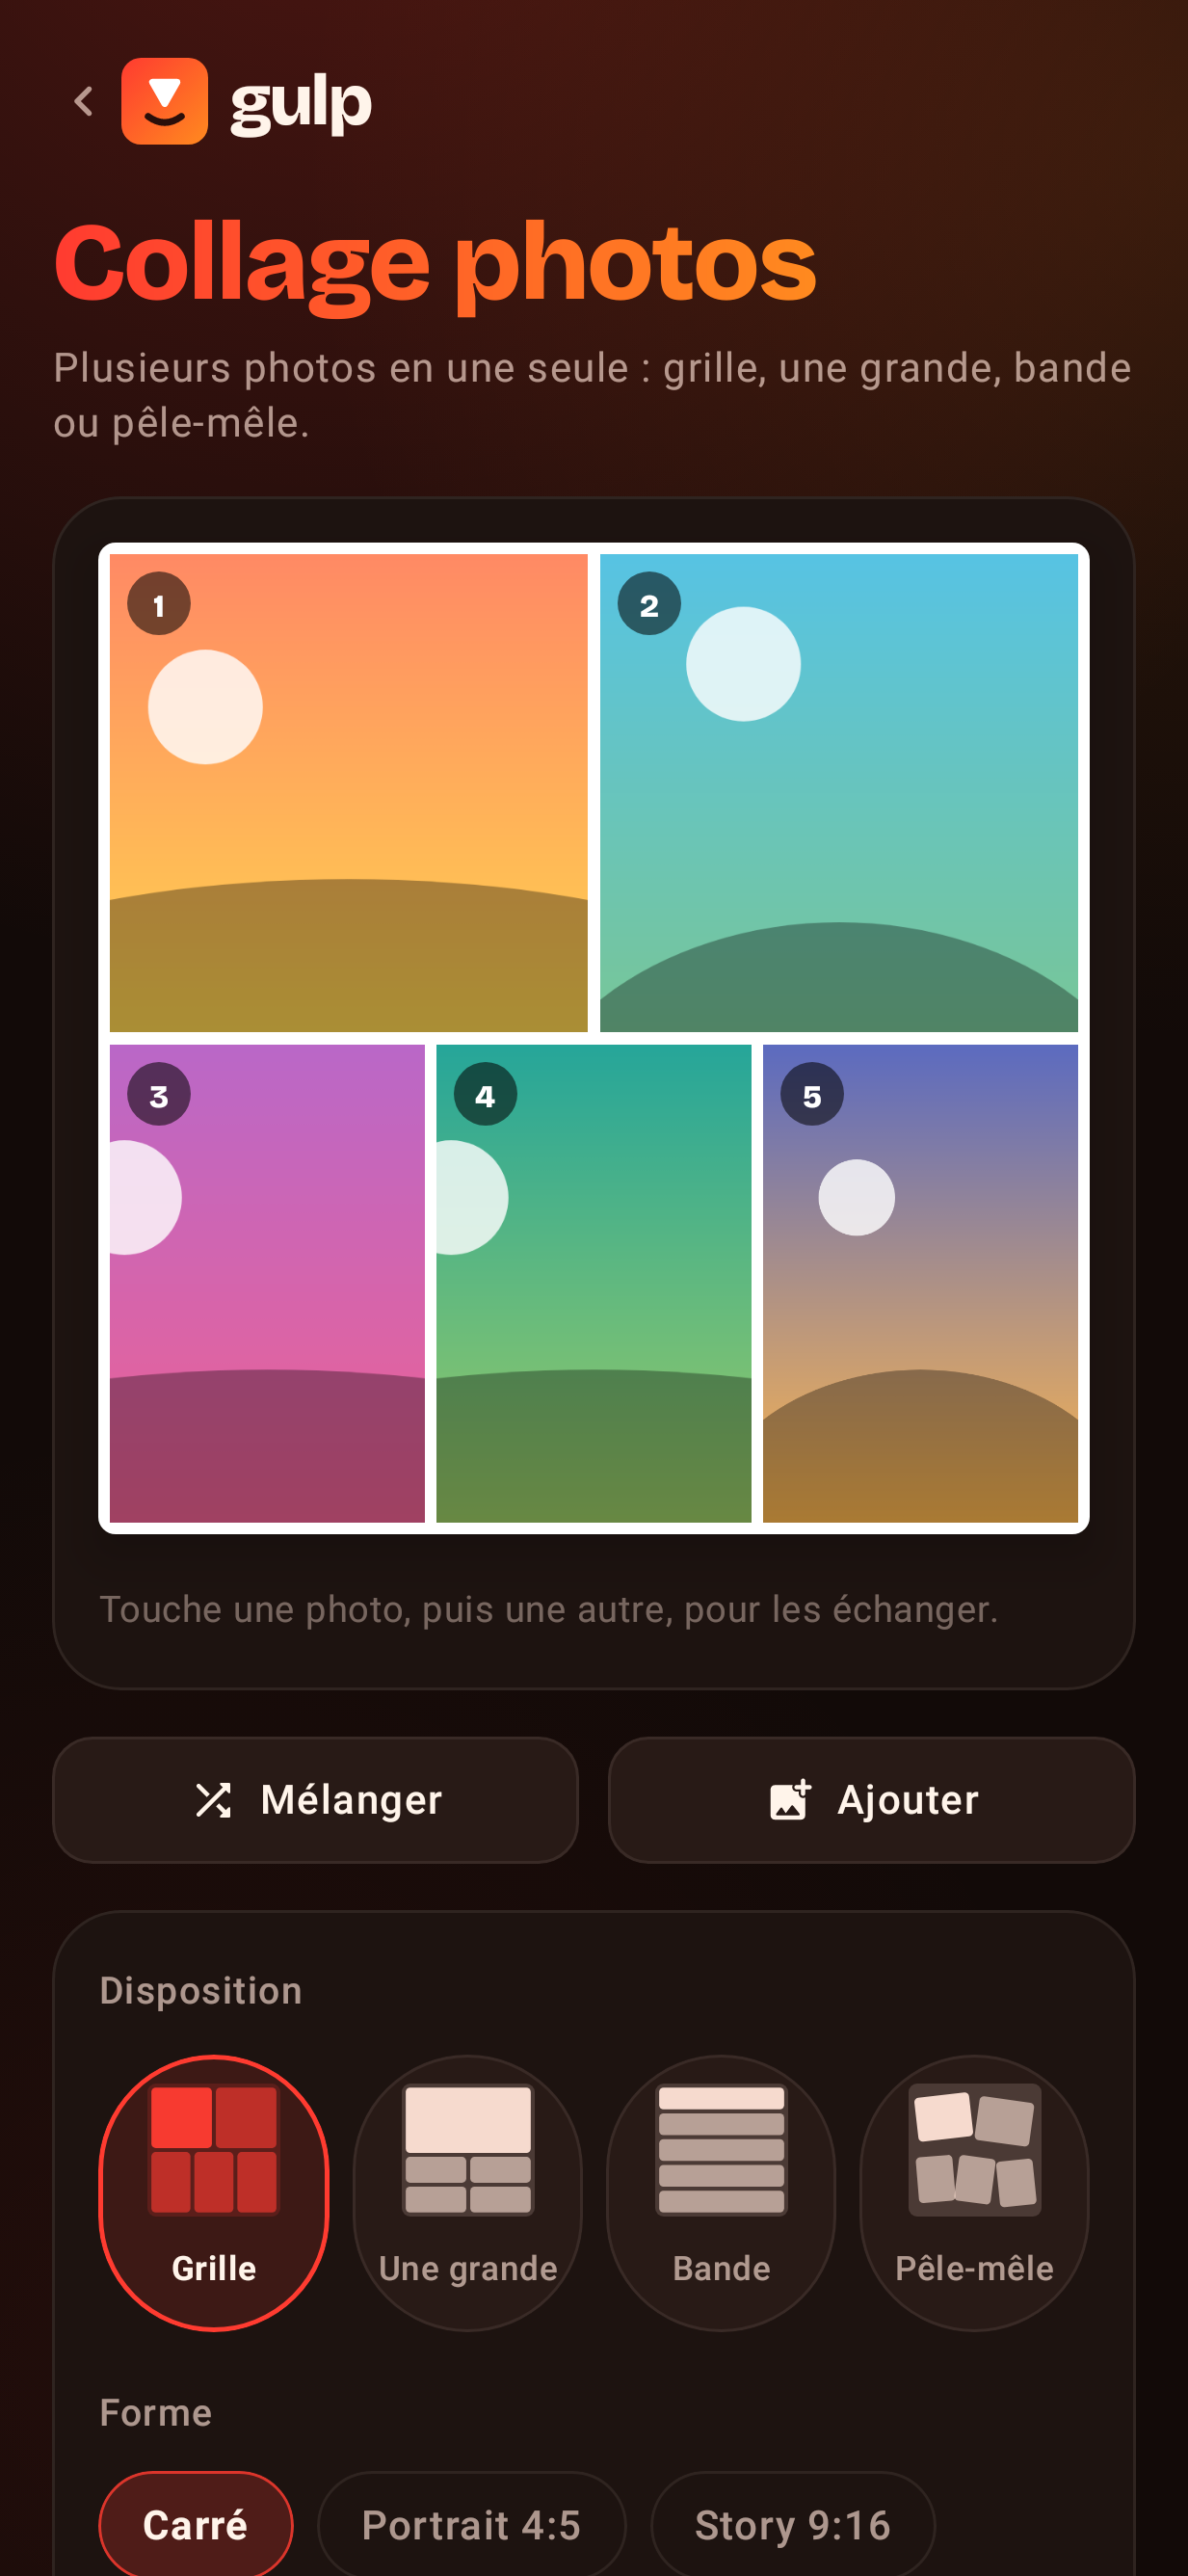 gulp
Collage photos
Plusieurs photos en une seule : grille, une grande, bande
ou pêle-mêle.
1
2
3
4
5
Touche une photo, puis une autre, pour les échanger.
Mélanger
Ajouter
Disposition
Grille
Une grande
Bande
Pêle-mêle
Forme
Carré
Portrait 4:5
Story 9:16